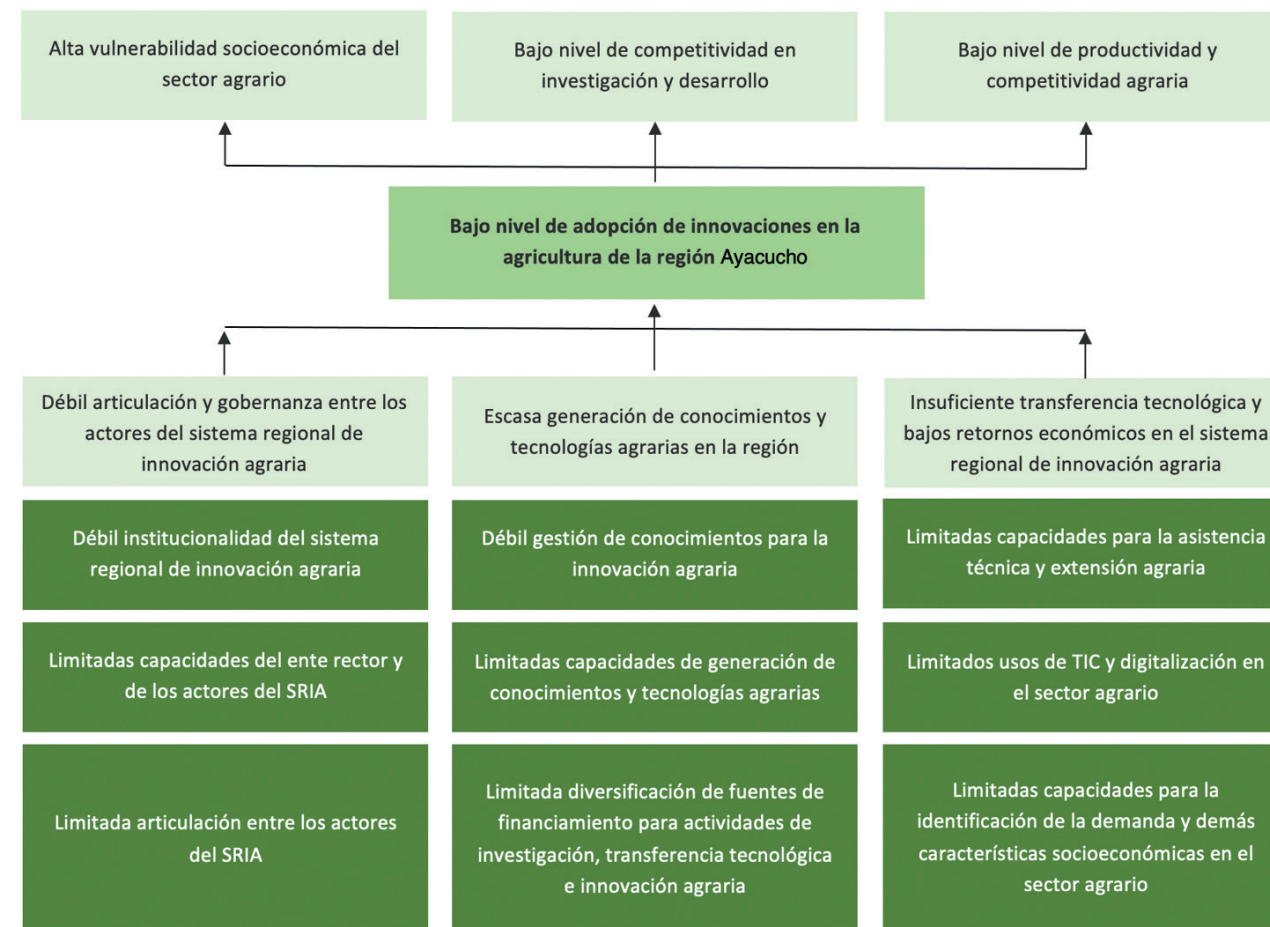 Alta vulnerabilidad socioeconómica del
sector agrario
Bajo nivel de competitividad en
investigación y desarrollo
Bajo nivel de productividad y
competitividad agraria
Bajo nivel de adopción de innovaciones en la
agricultura de la región Ayacucho
Débil articulación y gobernanza entre los
actores del sistema regional de
innovación agraria
Escasa generación de conocimientos y
tecnologías agrarias en la región
Insuficiente transferencia tecnológica y
bajos retornos económicos en el sistema
regional de innovación agraria
Débil institucionalidad del sistema
regional de innovación agraria
Débil gestión de conocimientos para la
innovación agraria
Limitadas capacidades para la asistencia
técnica y extensión agraria
Limitadas capacidades del ente rector y
de los actores del SRIA
Limitadas capacidades de generación de
conocimientos y tecnologías agrarias
Limitados usos de TIC y digitalización en
el sector agrario
Limitada articulación entre los actores
del SRIA
Limitada diversificación de fuentes de
financiamiento para actividades de
investigación, transferencia tecnológica
e innovación agraria
Limitadas capacidades para la
identificación de la demanda y demás
características socioeconómicas en el
sector agrario